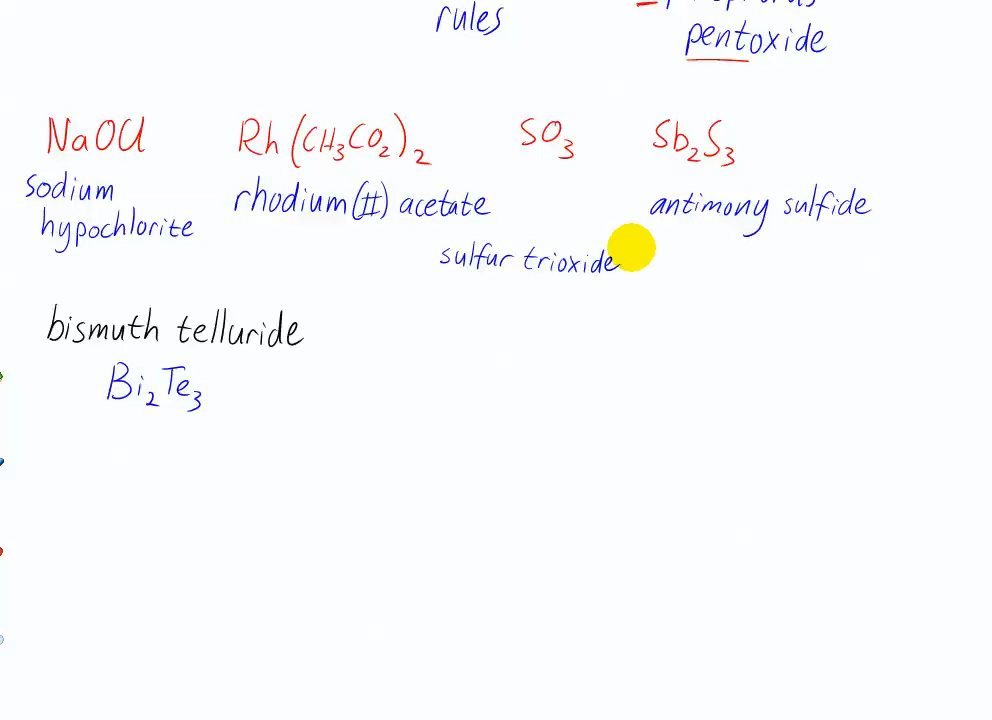 rules
pentoxide
NaOCl Rh(CH₃CO₂)₂ SO₃ Sb₂S₃
sodium
hypochlorite
rhodium(II) acetate
antimony sulfide
sulfur trioxide
bismuth telluride
Bi₂Te₃